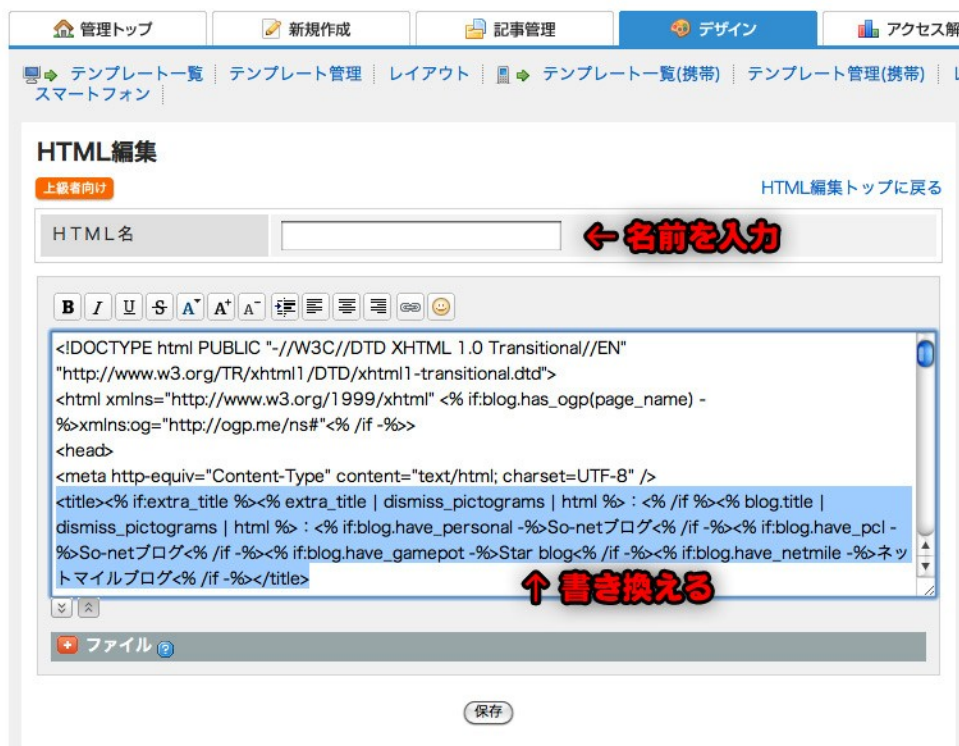 管理トップ 新規作成 記事管理 デザイン アクセス解
テンプレート一覧 テンプレート管理 レイアウト テンプレート一覧(携帯) テンプレート管理(携帯)
スマートフォン
HTML編集
上級者向け HTML編集トップに戻る
HTML名 ← 名前を入力
B I U S A A+ A-
<!DOCTYPE html PUBLIC "-//W3C//DTD XHTML 1.0 Transitional//EN"
"http://www.w3.org/TR/xhtml1/DTD/xhtml1-transitional.dtd">
<html xmlns="http://www.w3.org/1999/xhtml" <% if:blog.has_ogp(page_name) -
%>xmlns:og="http://ogp.me/ns#"<% /if -%>>
<head>
<meta http-equiv="Content-Type" content="text/html; charset=UTF-8" />
<title><% if:extra_title %><% extra_title | dismiss_pictograms | html %>：<% /if %><% blog.title |
dismiss_pictograms | html %>：<% if:blog.have_personal -%>So-netブログ<% /if -%><% if:blog.have_pcl -
%>So-netブログ<% /if -%><% if:blog.have_gamepot -%>Star blog<% /if -%><% if:blog.have_netmile -%>ネッ
トマイルブログ<% /if -%></title>
↑ 書き換える
ファイル ?
保存